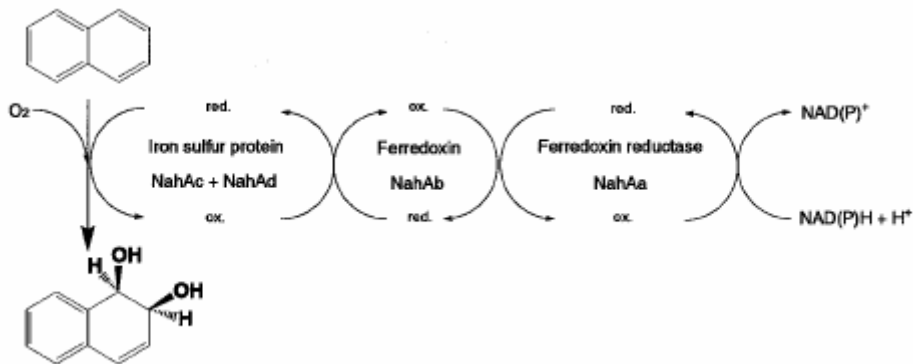 O2
red.
ox.
red.
NAD(P)+
Iron sulfur protein
Ferredoxin
Ferredoxin reductase
NahAc + NahAd
NahAb
NahAa
ox.
red.
ox.
NAD(P)H + H+
H
OH
OH
H